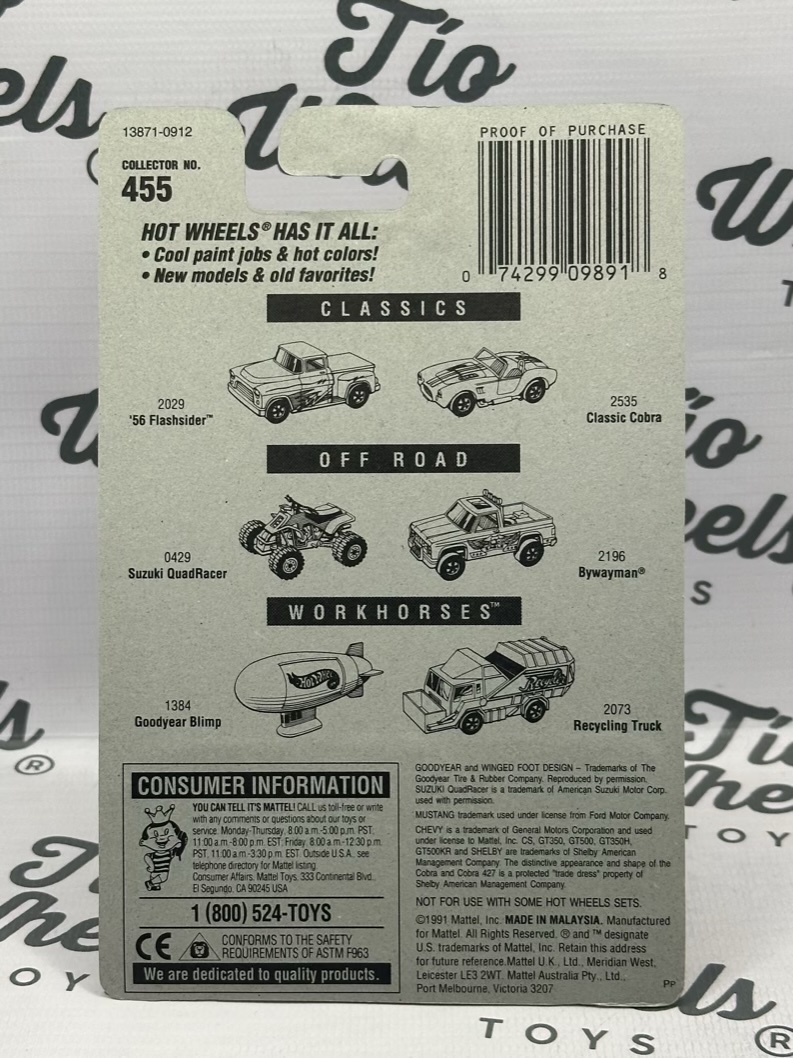 Tío
13871-0912
COLLECTOR NO.
455
PROOF OF PURCHASE
0 74299 09891 8
HOT WHEELS® HAS IT ALL:
• Cool paint jobs & hot colors!
• New models & old favorites!
CLASSICS
2029
'56 Flashsider™
2535
Classic Cobra
OFF ROAD
0429
Suzuki QuadRacer
2196
Bywayman®
WORKHORSES™
Hot Wheels
1384
Goodyear Blimp
2073
Recycling Truck
CONSUMER INFORMATION
YOU CAN TELL IT'S MATTEL! CALL us toll-free or write
with any comments or questions about our toys or
service. Monday-Thursday, 8:00 a.m.-5:00 p.m. PST,
11:00 a.m.-8:00 p.m. EST; Friday, 8:00 a.m.-12:30 p.m.
PST, 11:00 a.m.-3:30 p.m. EST. Outside U.S.A., see
telephone directory for Mattel listing.
Consumer Affairs, Mattel Toys, 333 Continental Blvd.,
El Segundo, CA 90245 USA
1 (800) 524-TOYS
CE
CONFORMS TO THE SAFETY
REQUIREMENTS OF ASTM F963
We are dedicated to quality products.
GOODYEAR and WINGED FOOT DESIGN – Trademarks of The
Goodyear Tire & Rubber Company. Reproduced by permission.
SUZUKI QuadRacer is a trademark of American Suzuki Motor Corp.
used with permission.
MUSTANG trademark used under license from Ford Motor Company.
CHEVY is a trademark of General Motors Corporation and used
under license to Mattel, Inc. CS, GT350, GT500, GT350H,
GT500KR and SHELBY are trademarks of Shelby American
Management Company. The distinctive appearance and shape of the
Cobra and Cobra 427 is a protected "trade dress" property of
Shelby American Management Company.
NOT FOR USE WITH SOME HOT WHEELS SETS.
©1991 Mattel, Inc. MADE IN MALAYSIA. Manufactured
for Mattel. All Rights Reserved. ® and ™ designate
U.S. trademarks of Mattel, Inc. Retain this address
for future reference. Mattel U.K., Ltd., Meridian West,
Leicester LE3 2WT. Mattel Australia Pty., Ltd.,
Port Melbourne, Victoria 3207
PP
TOYS ®